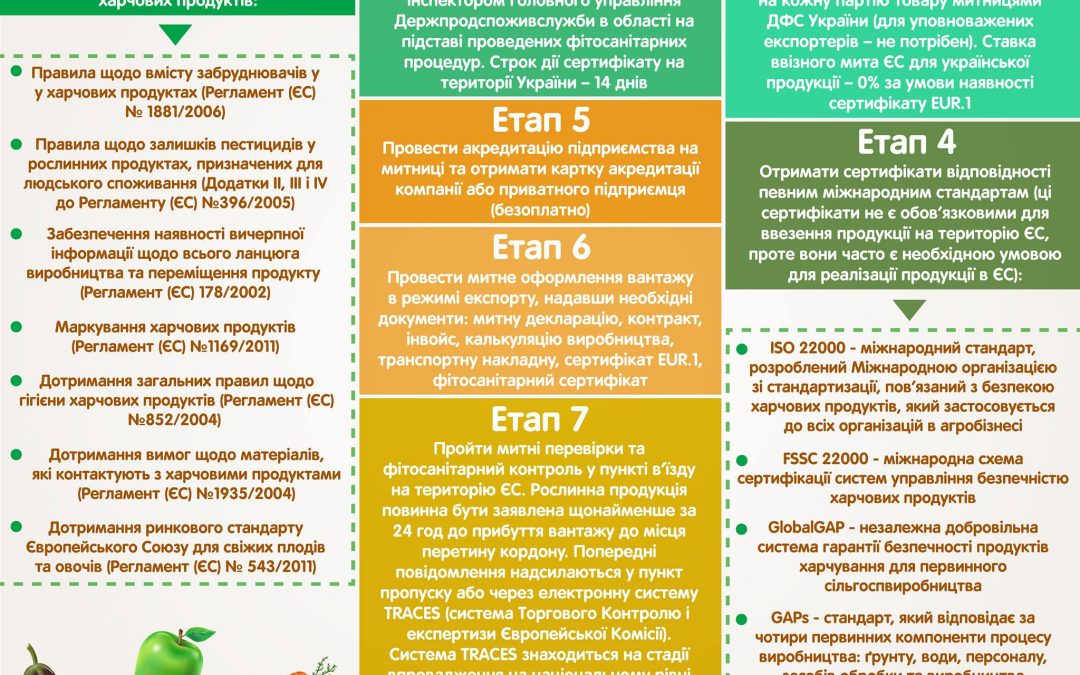 харчових продуктів:
Правила щодо вмісту забруднювачів у
у харчових продуктах (Регламент (ЄС)
№ 1881/2006)
Правила щодо залишків пестицидів у
рослинних продуктах, призначених для
людського споживання (Додатки II, III і IV
до Регламенту (ЄС) №396/2005)
Забезпечення наявності вичерпної
інформації щодо всього ланцюга
виробництва та переміщення продукту
(Регламент (ЄС) 178/2002)
Маркування харчових продуктів
(Регламент (ЄС) №1169/2011)
Дотримання загальних правил щодо
гігієни харчових продуктів (Регламент (ЄС)
№852/2004)
Дотримання вимог щодо матеріалів,
які контактують з харчовими продуктами
(Регламент (ЄС) №1935/2004)
Дотримання ринкового стандарту
Європейського Союзу для свіжих плодів
та овочів (Регламент (ЄС) № 543/2011)
інспектором Головного управління
Держпродспоживслужби в області на
підставі проведених фітосанітарних
процедур. Строк дії сертифікату на
території України – 14 днів
Етап 5
Провести акредитацію підприємства на
митниці та отримати картку акредитації
компанії або приватного підприємця
(безоплатно)
Етап 6
Провести митне оформлення вантажу
в режимі експорту, надавши необхідні
документи: митну декларацію, контракт,
інвойс, калькуляцію виробництва,
транспортну накладну, сертифікат EUR.1,
фітосанітарний сертифікат
Етап 7
Пройти митні перевірки та
фітосанітарний контроль у пункті в'їзду
на територію ЄС. Рослинна продукція
повинна бути заявлена щонайменше за
24 год до прибуття вантажу до місця
перетину кордону. Попередні
повідомлення надсилаються у пункт
пропуску або через електронну систему
TRACES (система Торгового Контролю і
експертизи Європейської Комісії).
Система TRACES знаходиться на стадії
впровадження на національному рівні
на кожну партію товару митницями
ДФС України (для уповноважених
експортерів – не потрібен). Ставка
ввізного мита ЄС для української
продукції – 0% за умови наявності
сертифікату EUR.1
Етап 4
Отримати сертифікати відповідності
певним міжнародним стандартам (ці
сертифікати не є обов'язковими для
ввезення продукції на територію ЄС,
проте вони часто є необхідною умовою
для реалізації продукції в ЄС):
ISO 22000 - міжнародний стандарт,
розроблений Міжнародною організацією
зі стандартизації, пов'язаний з безпекою
харчових продуктів, який застосовується
до всіх організацій в агробізнесі
FSSC 22000 - міжнародна схема
сертифікації систем управління безпечністю
харчових продуктів
GlobalGAP - незалежна добровільна
система гарантії безпечності продуктів
харчування для первинного
сільгоспвиробництва
GAPs - стандарт, який відповідає за
чотири первинних компоненти процесу
виробництва: ґрунту, води, персоналу,
засобів обробки та виробництва